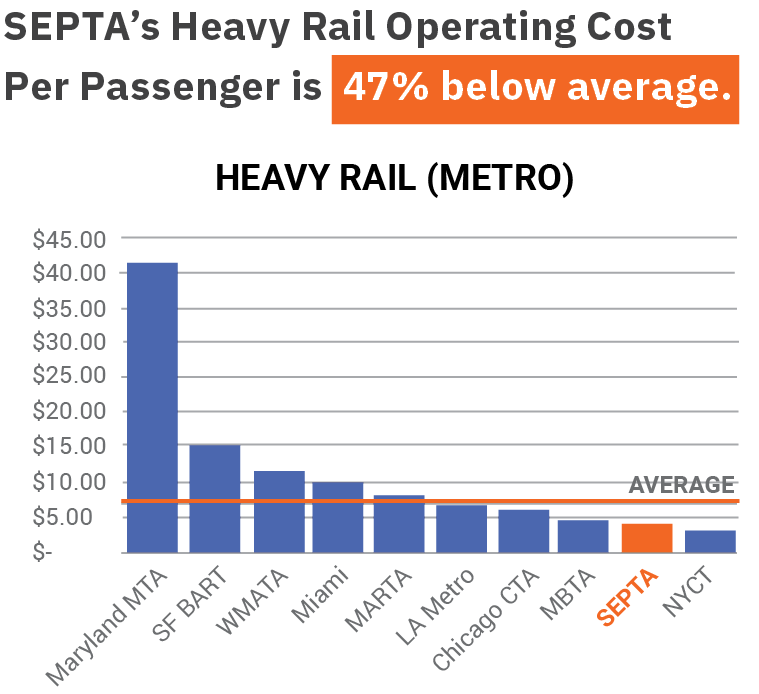 SEPTA’s Heavy Rail Operating Cost
Per Passenger is 47% below average.
HEAVY RAIL (METRO)
$45.00
$40.00
$35.00
$30.00
$25.00
$20.00
$15.00
$10.00
$5.00
$-
AVERAGE
Maryland MTA
SF BART
WMATA
Miami
MARTA
LA Metro
Chicago CTA
MBTA
SEPTA
NYCT